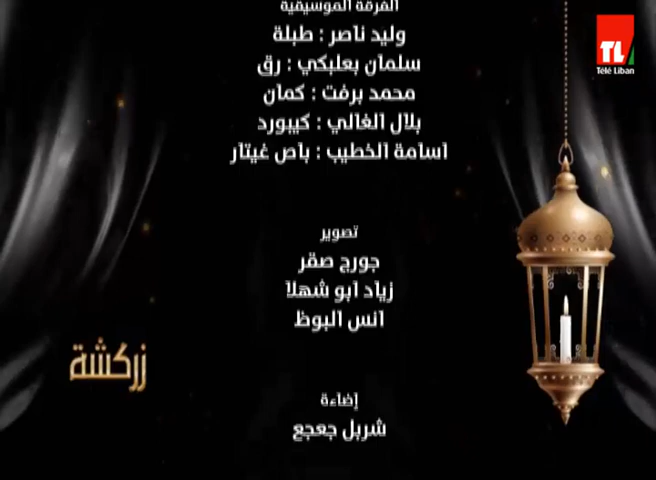 الفرقة الموسيقية
وليد ناصر : طبلة
سلمان بعلبكي : رق
محمد برفت : كمان
بلال الغالي : كيبورد
اسامة الخطيب : باص غيتار
تصوير
جورج صقر
زياد ابو شهلا
انس البوظ
إضاءة
شربل جعجع
زركشة
TL
Télé Liban